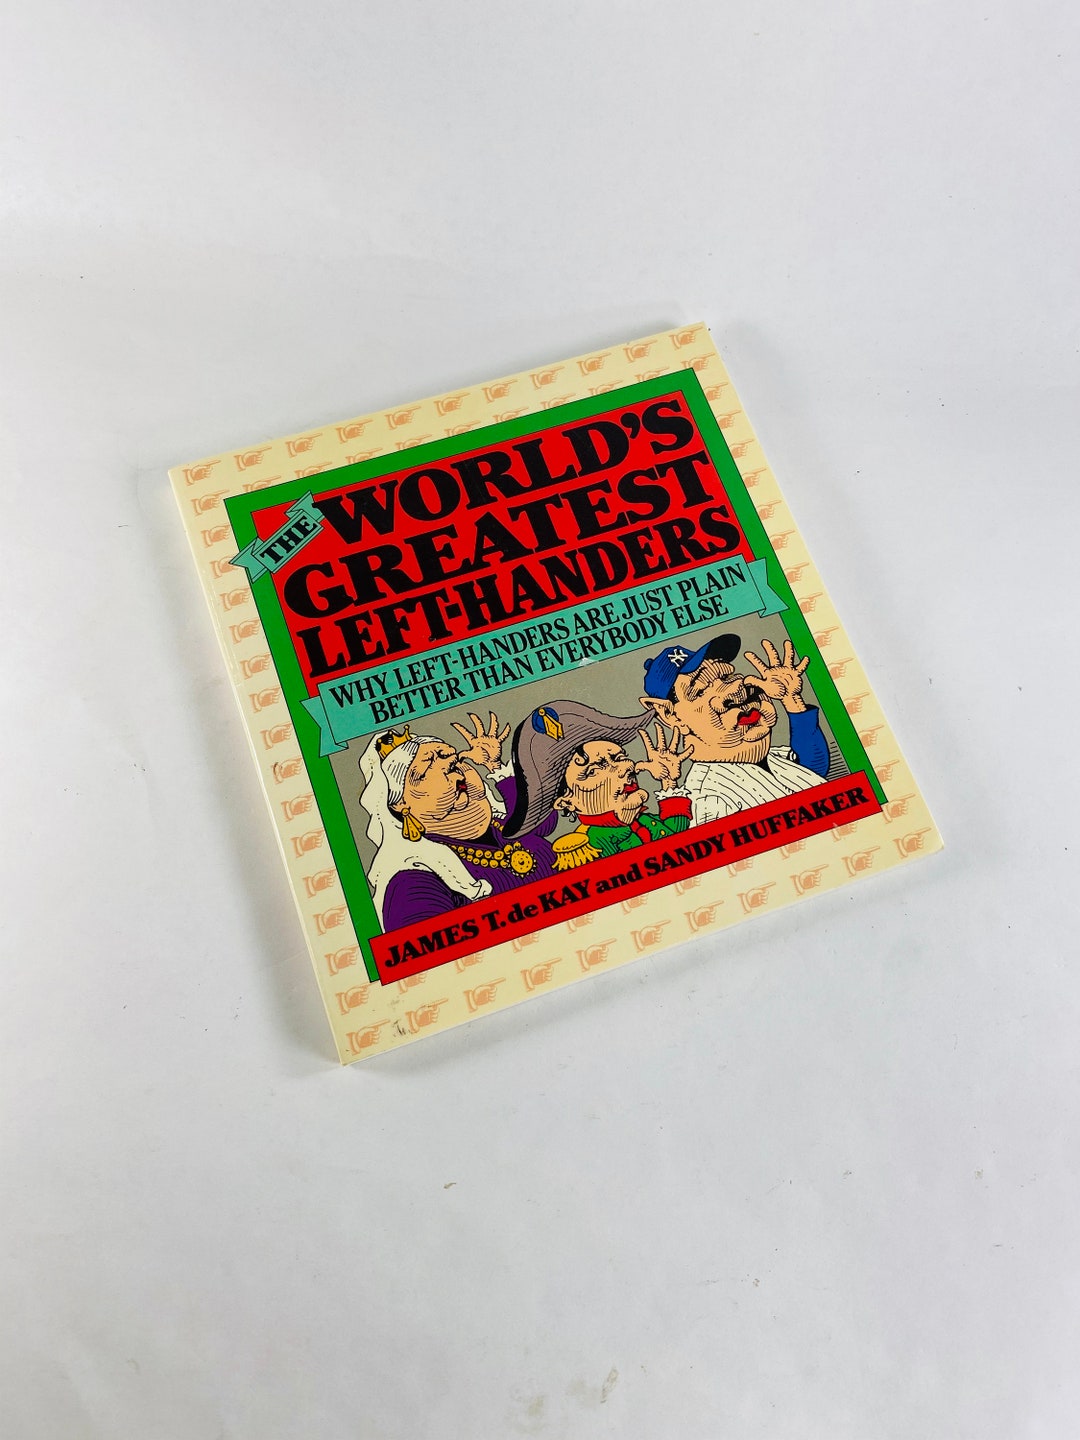 THE
WORLD'S
GREATEST
LEFT-HANDERS
WHY LEFT-HANDERS ARE JUST PLAIN
BETTER THAN EVERYBODY ELSE
NY
JAMES T. de KAY and SANDY HUFFAKER